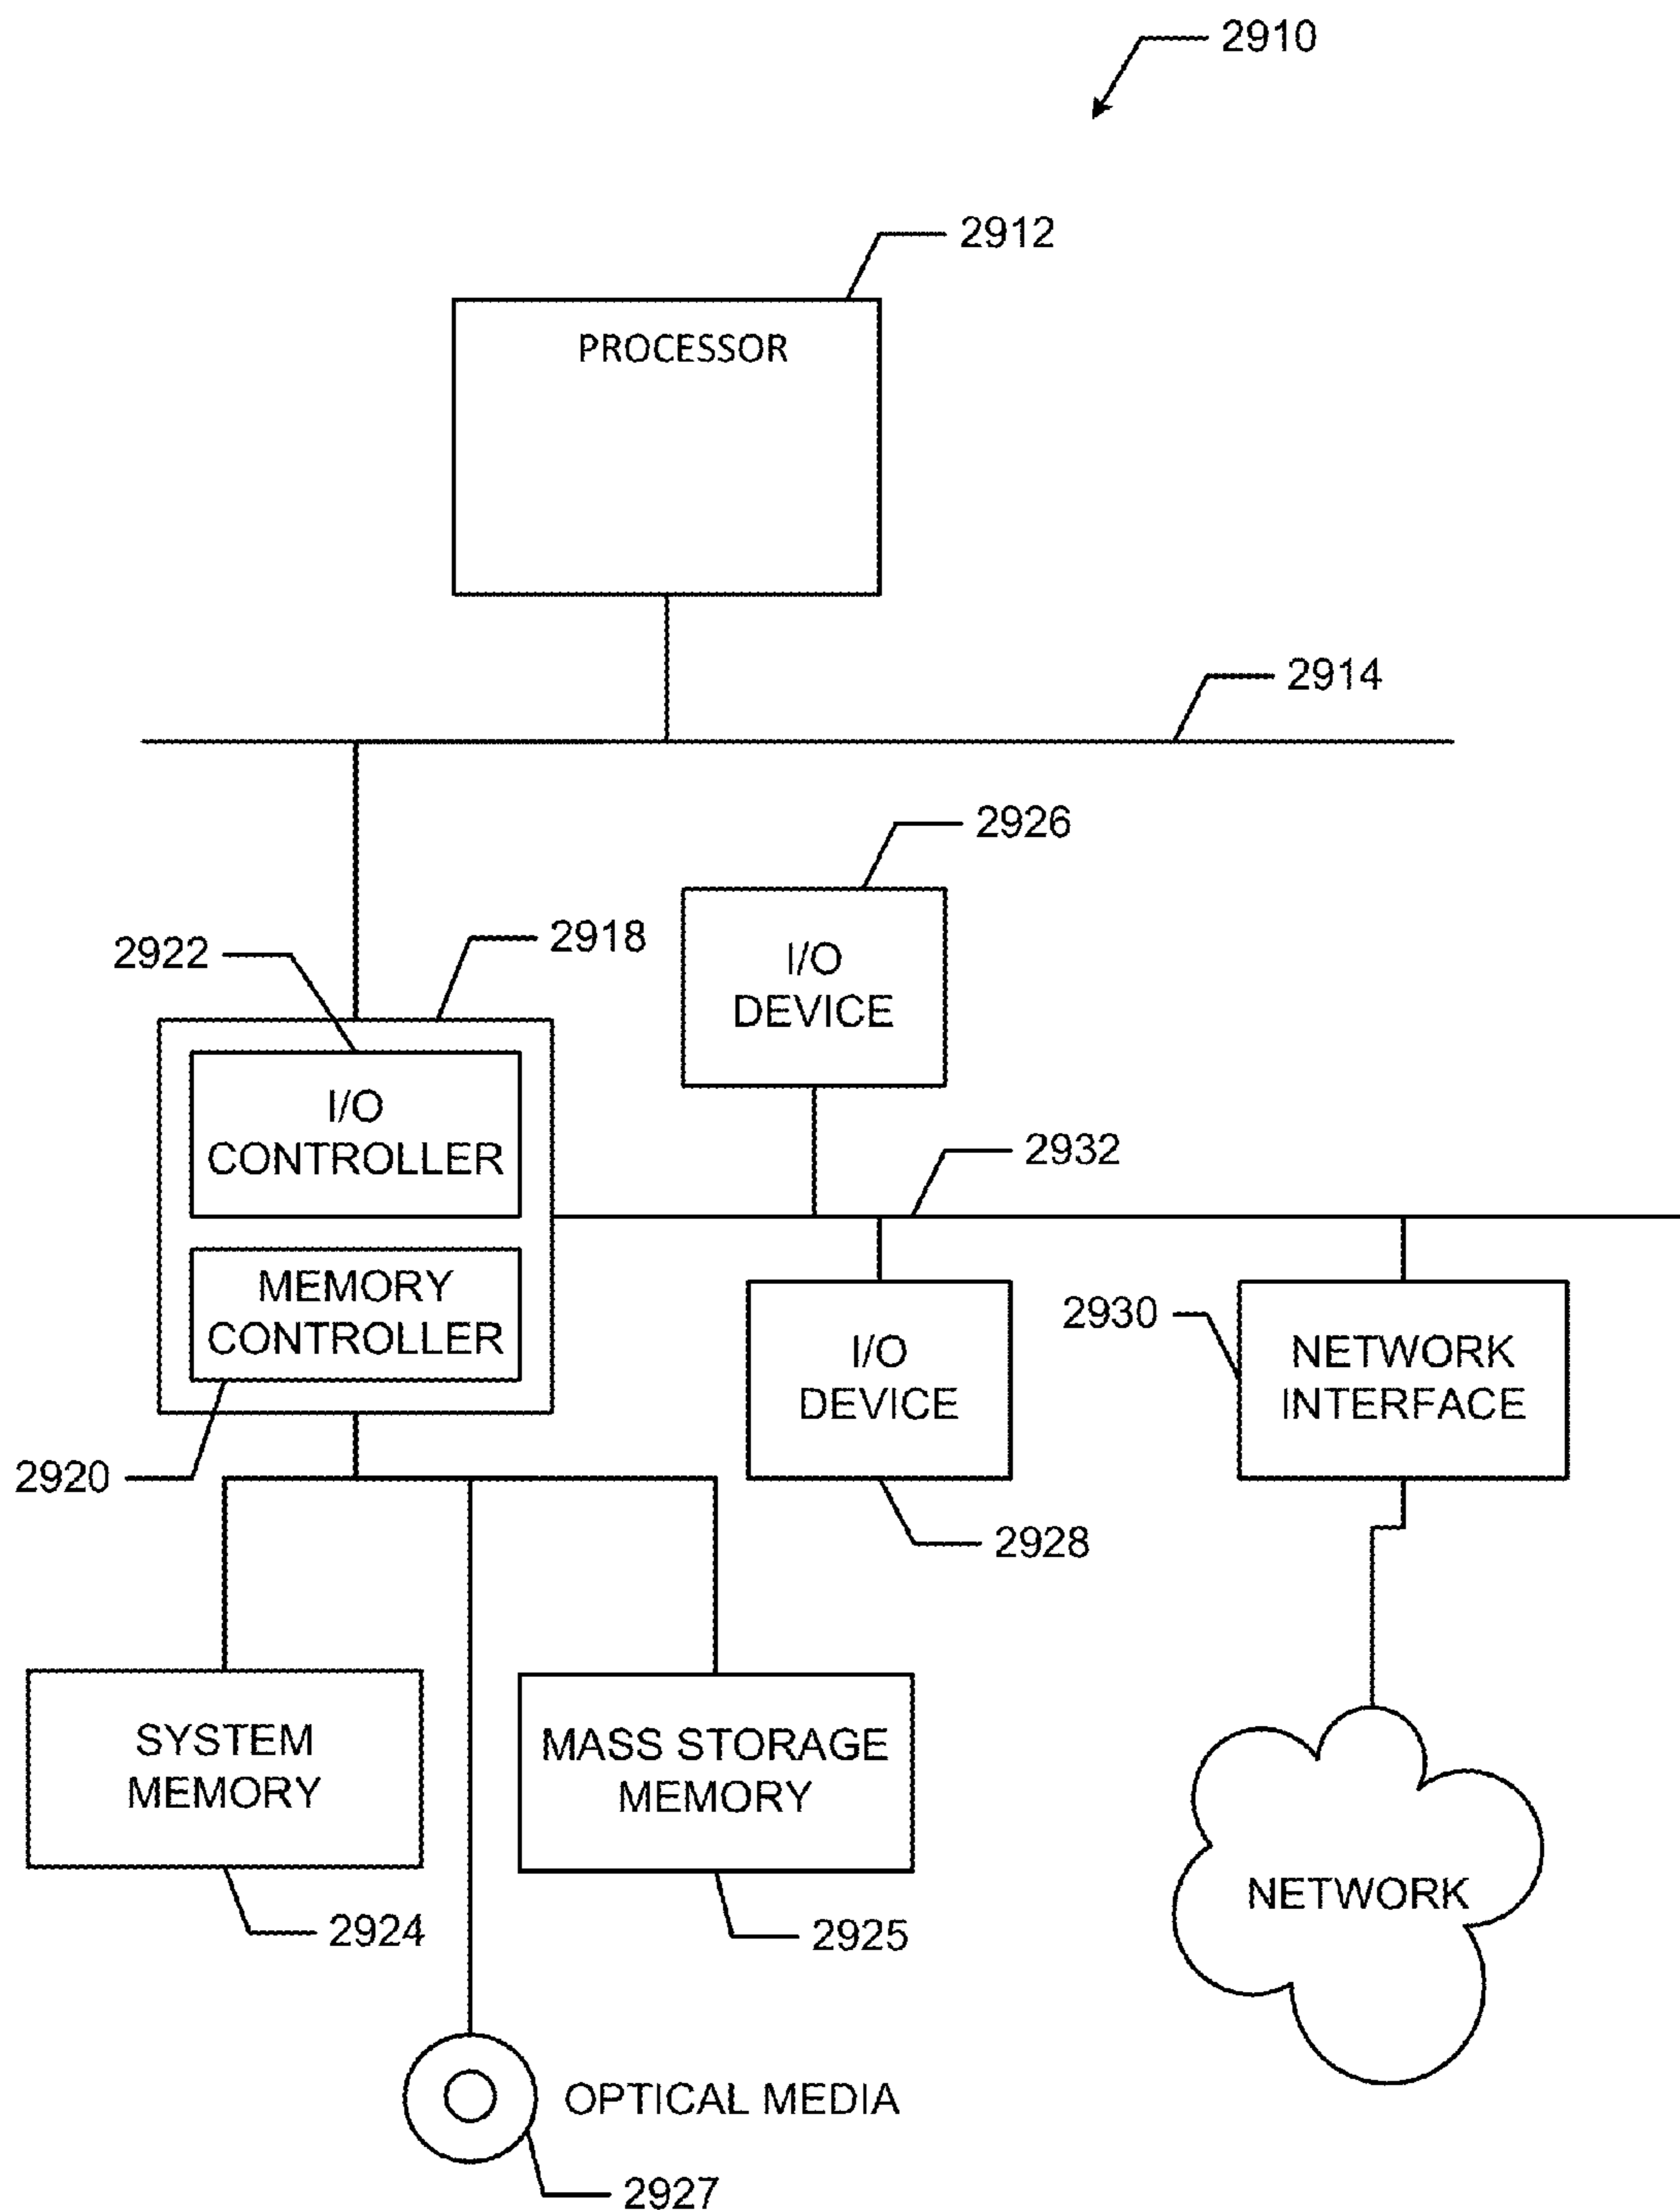 2910
2912
PROCESSOR
2914
2926
2918
2922
I/O
DEVICE
I/O
CONTROLLER
2932
MEMORY
CONTROLLER
2930
I/O
DEVICE
NETWORK
INTERFACE
2920
2928
SYSTEM
MEMORY
MASS STORAGE
MEMORY
NETWORK
2924
2925
OPTICAL MEDIA
2927